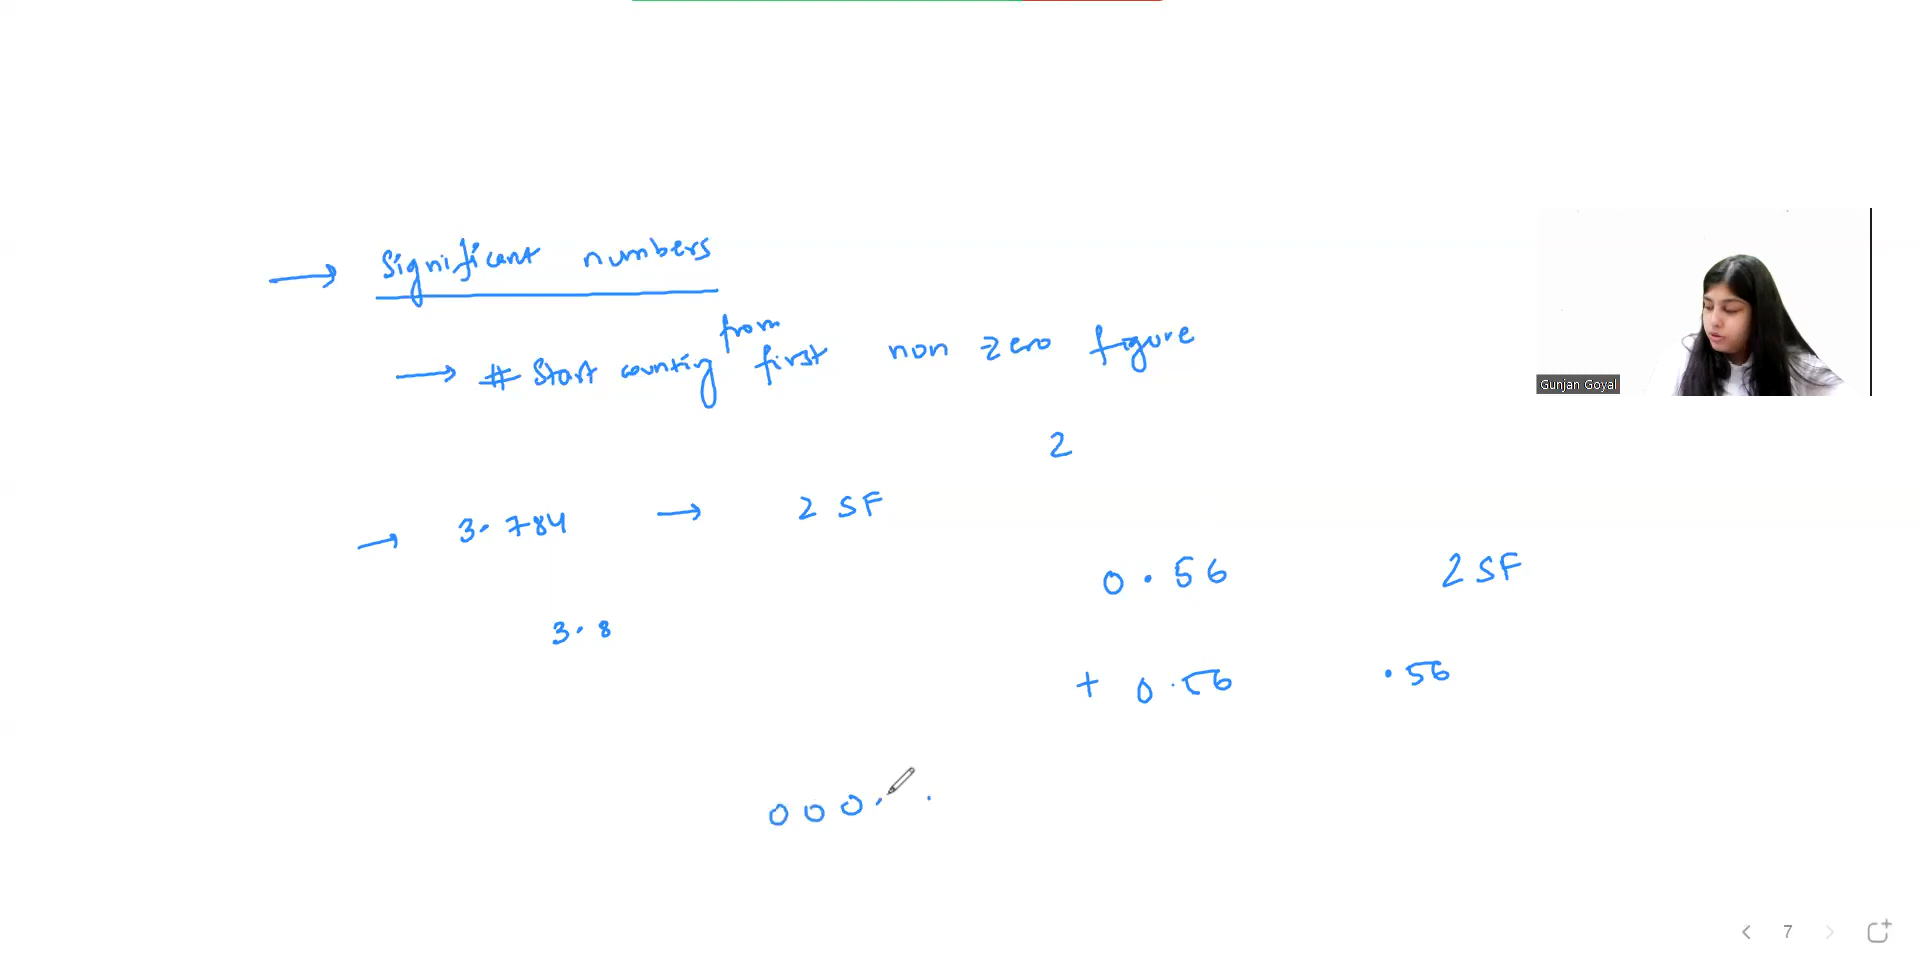 → Significant numbers
→ # Start counting from first non zero figure
2
→ 3.784 → 2 SF
0.56 2 SF
3.8
+ 0.56 .56
000. .
Gunjan Goyal
< 7 >